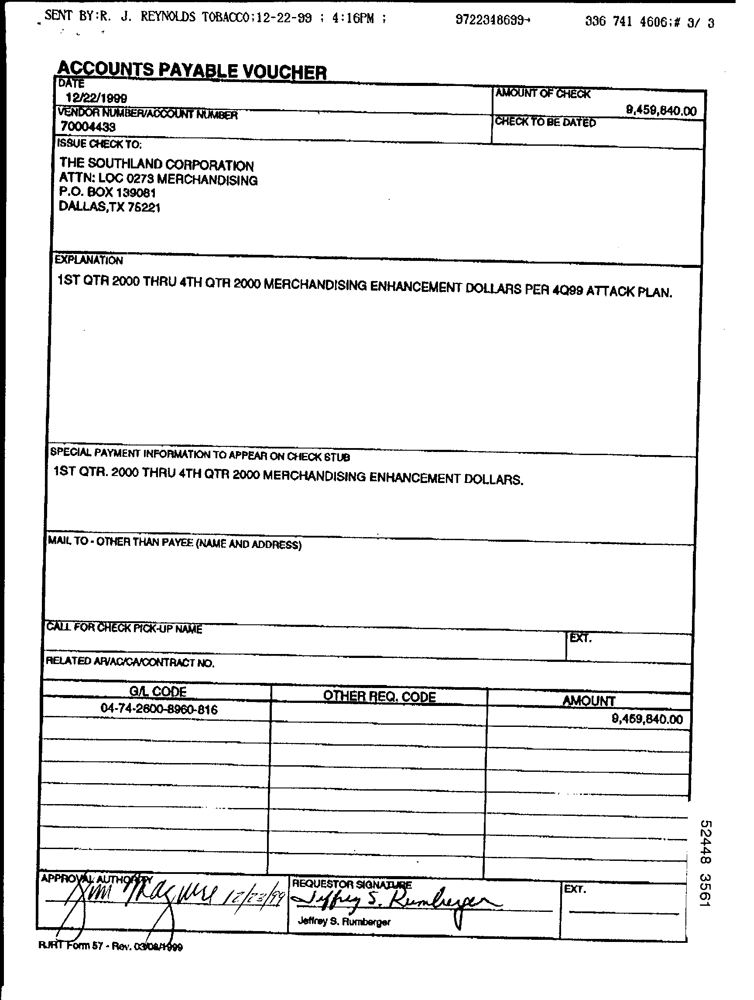 SENT BY:R. J. REYNOLDS TOBACCO;12-22-99 ; 4:16PM ; 9722348699→ 336 741 4606;# 3/ 3
ACCOUNTS PAYABLE VOUCHER
DATE
12/22/1999
AMOUNT OF CHECK
9,459,840.00
VENDOR NUMBER/ACCOUNT NUMBER
70004433
CHECK TO BE DATED
ISSUE CHECK TO:
THE SOUTHLAND CORPORATION
ATTN: LOC 0273 MERCHANDISING
P.O. BOX 139081
DALLAS,TX 75221
EXPLANATION
1ST QTR 2000 THRU 4TH QTR 2000 MERCHANDISING ENHANCEMENT DOLLARS PER 4Q99 ATTACK PLAN.
SPECIAL PAYMENT INFORMATION TO APPEAR ON CHECK STUB
1ST QTR. 2000 THRU 4TH QTR 2000 MERCHANDISING ENHANCEMENT DOLLARS.
MAIL TO - OTHER THAN PAYEE (NAME AND ADDRESS)
CALL FOR CHECK PICK-UP NAME
EXT.
RELATED AR/AC/CA/CONTRACT NO.
G/L CODE OTHER REQ. CODE AMOUNT
04-74-2600-8960-816 9,459,840.00
APPROVAL AUTHORITY
Jim Maguire 12/23/99
REQUESTOR SIGNATURE
Jeffrey S. Rumberger
Jeffrey S. Rumberger
EXT.
RJRT Form 57 - Rev. 03/08/1999
52448 3561